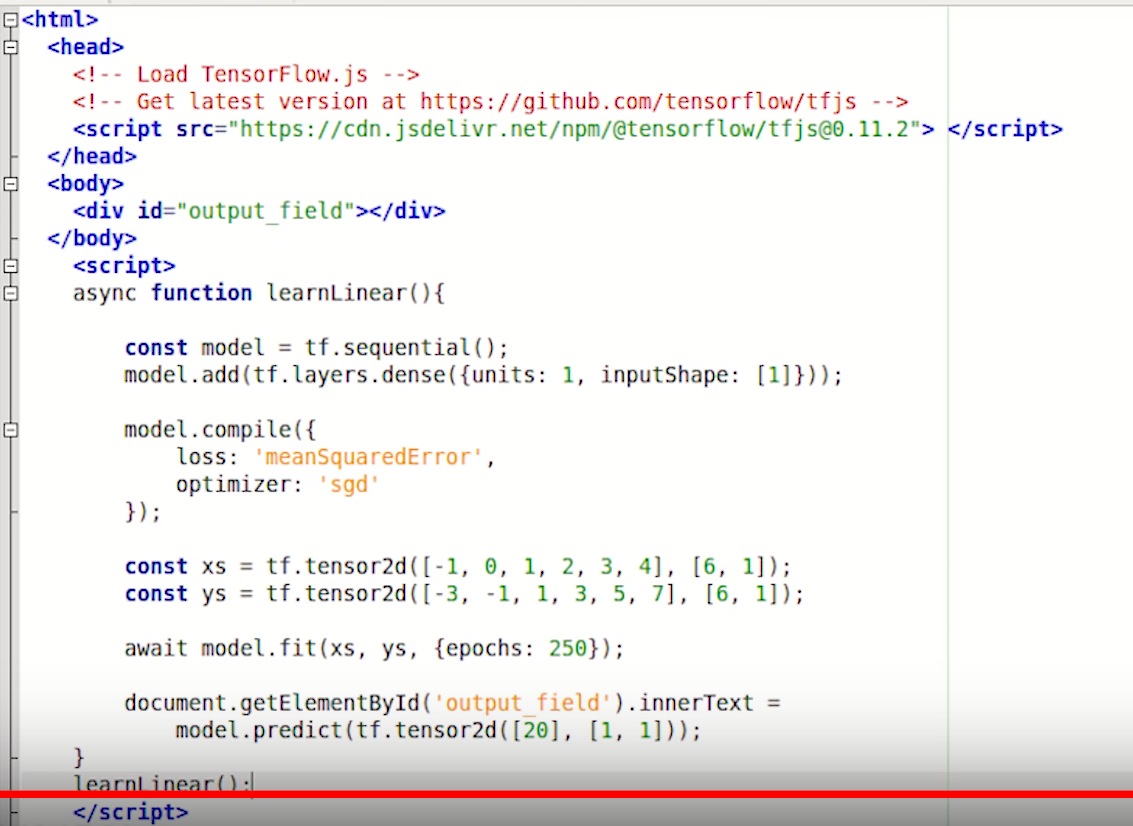 <html>
<head>
<!-- Load TensorFlow.js -->
<!-- Get latest version at https://github.com/tensorflow/tfjs -->
<script src="https://cdn.jsdelivr.net/npm/@tensorflow/tfjs@0.11.2"> </script>
</head>
<body>
<div id="output_field"></div>
</body>
<script>
async function learnLinear(){
const model = tf.sequential();
model.add(tf.layers.dense({units: 1, inputShape: [1]}));
model.compile({
loss: 'meanSquaredError',
optimizer: 'sgd'
});
const xs = tf.tensor2d([-1, 0, 1, 2, 3, 4], [6, 1]);
const ys = tf.tensor2d([-3, -1, 1, 3, 5, 7], [6, 1]);
await model.fit(xs, ys, {epochs: 250});
document.getElementById('output_field').innerText =
model.predict(tf.tensor2d([20], [1, 1]));
}
learnLinear();
</script>